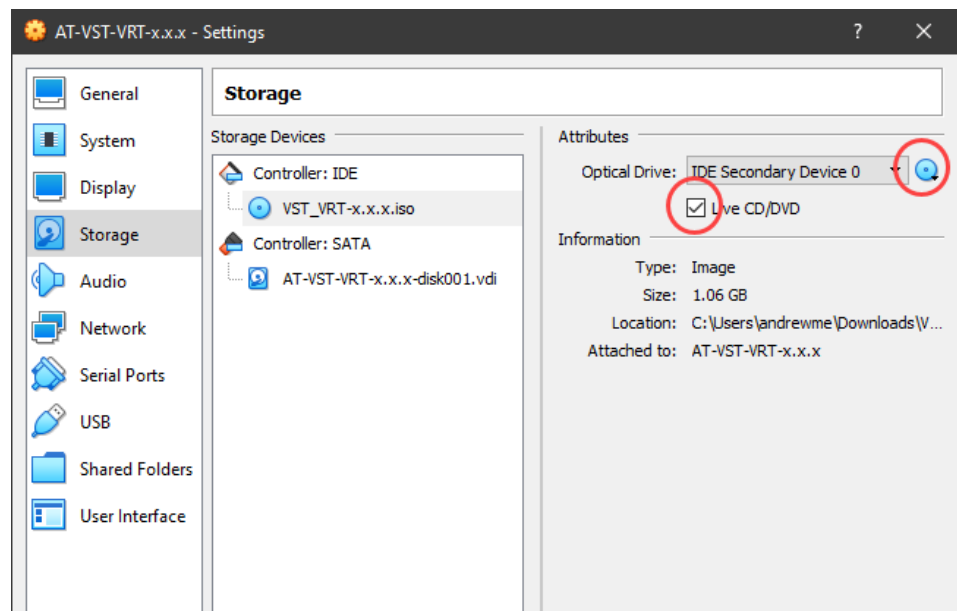 AT-VST-VRT-x.x.x - Settings
?
General
System
Display
Storage
Audio
Network
Serial Ports
USB
Shared Folders
User Interface
Storage
Storage Devices
Controller: IDE
VST_VRT-x.x.x.iso
Controller: SATA
AT-VST-VRT-x.x.x-disk001.vdi
Attributes
Optical Drive: IDE Secondary Device 0
Live CD/DVD
Information
Type: Image
Size: 1.06 GB
Location: C:\Users\andrewme\Downloads\V...
Attached to: AT-VST-VRT-x.x.x